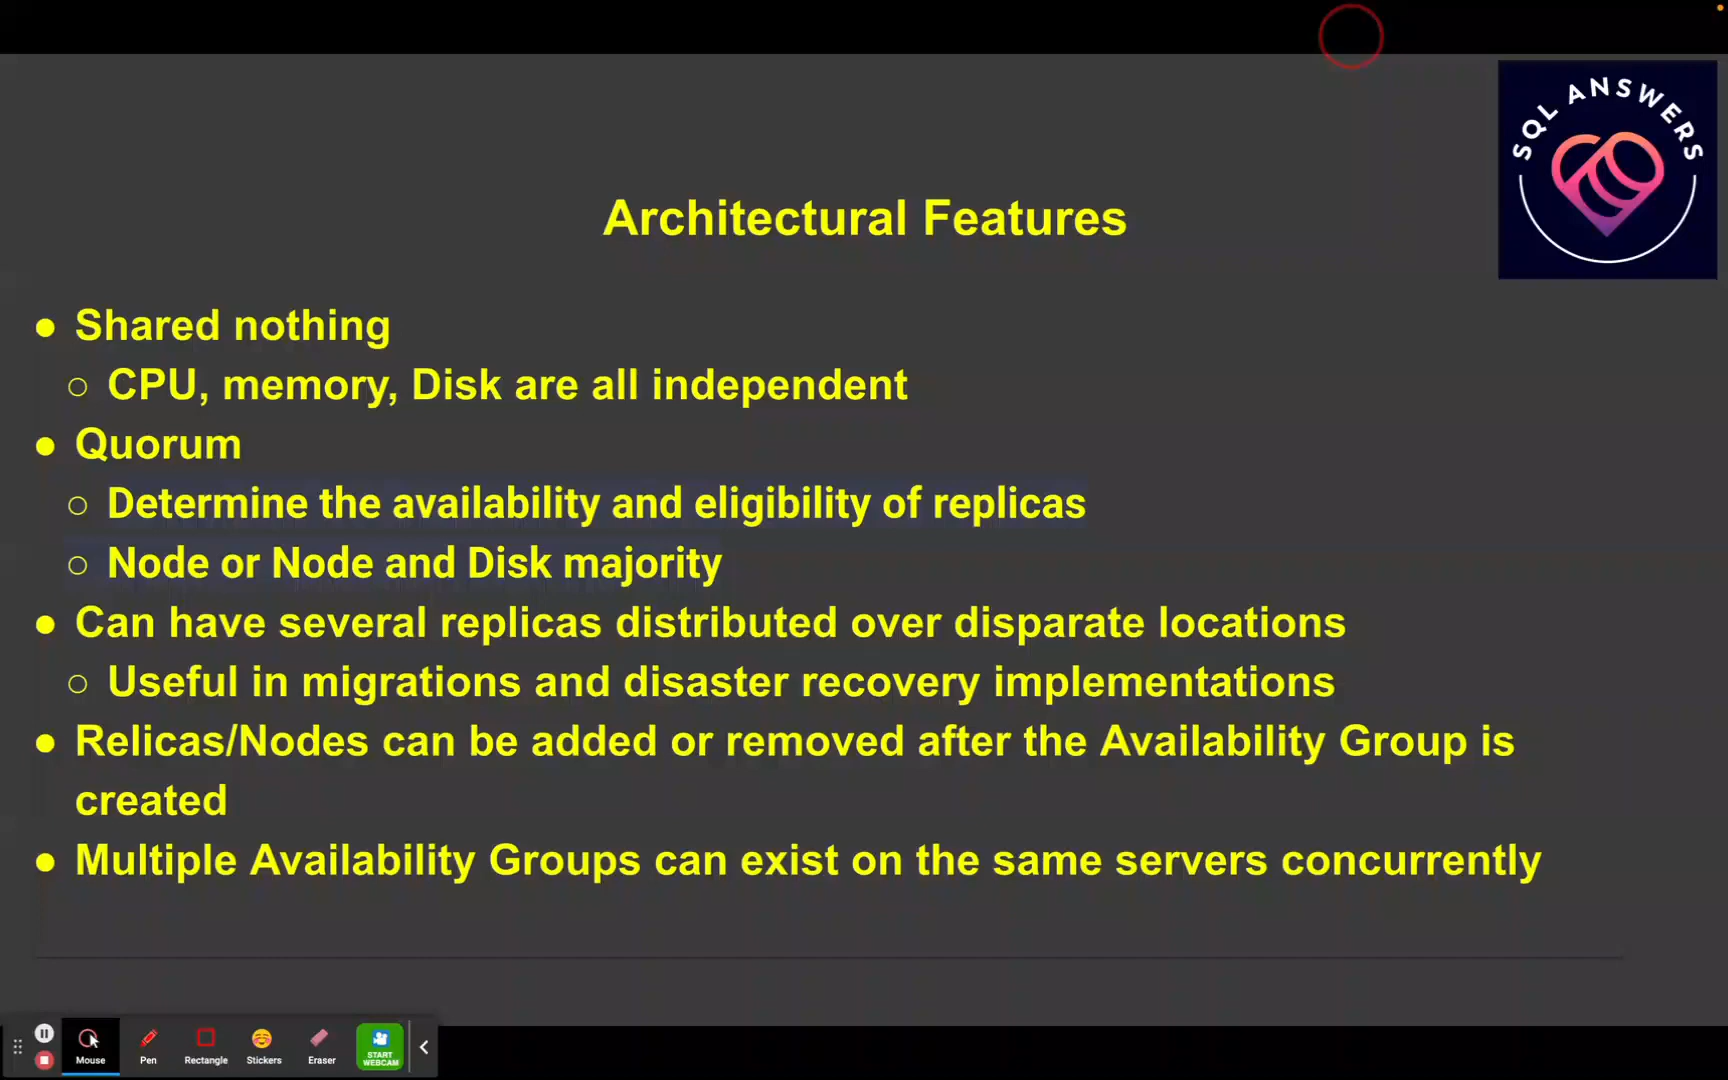 SQL ANSWERS
Architectural Features
● Shared nothing
○ CPU, memory, Disk are all independent
● Quorum
○ Determine the availability and eligibility of replicas
○ Node or Node and Disk majority
● Can have several replicas distributed over disparate locations
○ Useful in migrations and disaster recovery implementations
● Relicas/Nodes can be added or removed after the Availability Group is
created
● Multiple Availability Groups can exist on the same servers concurrently
Mouse Pen Rectangle Stickers Eraser START
WEBCAM